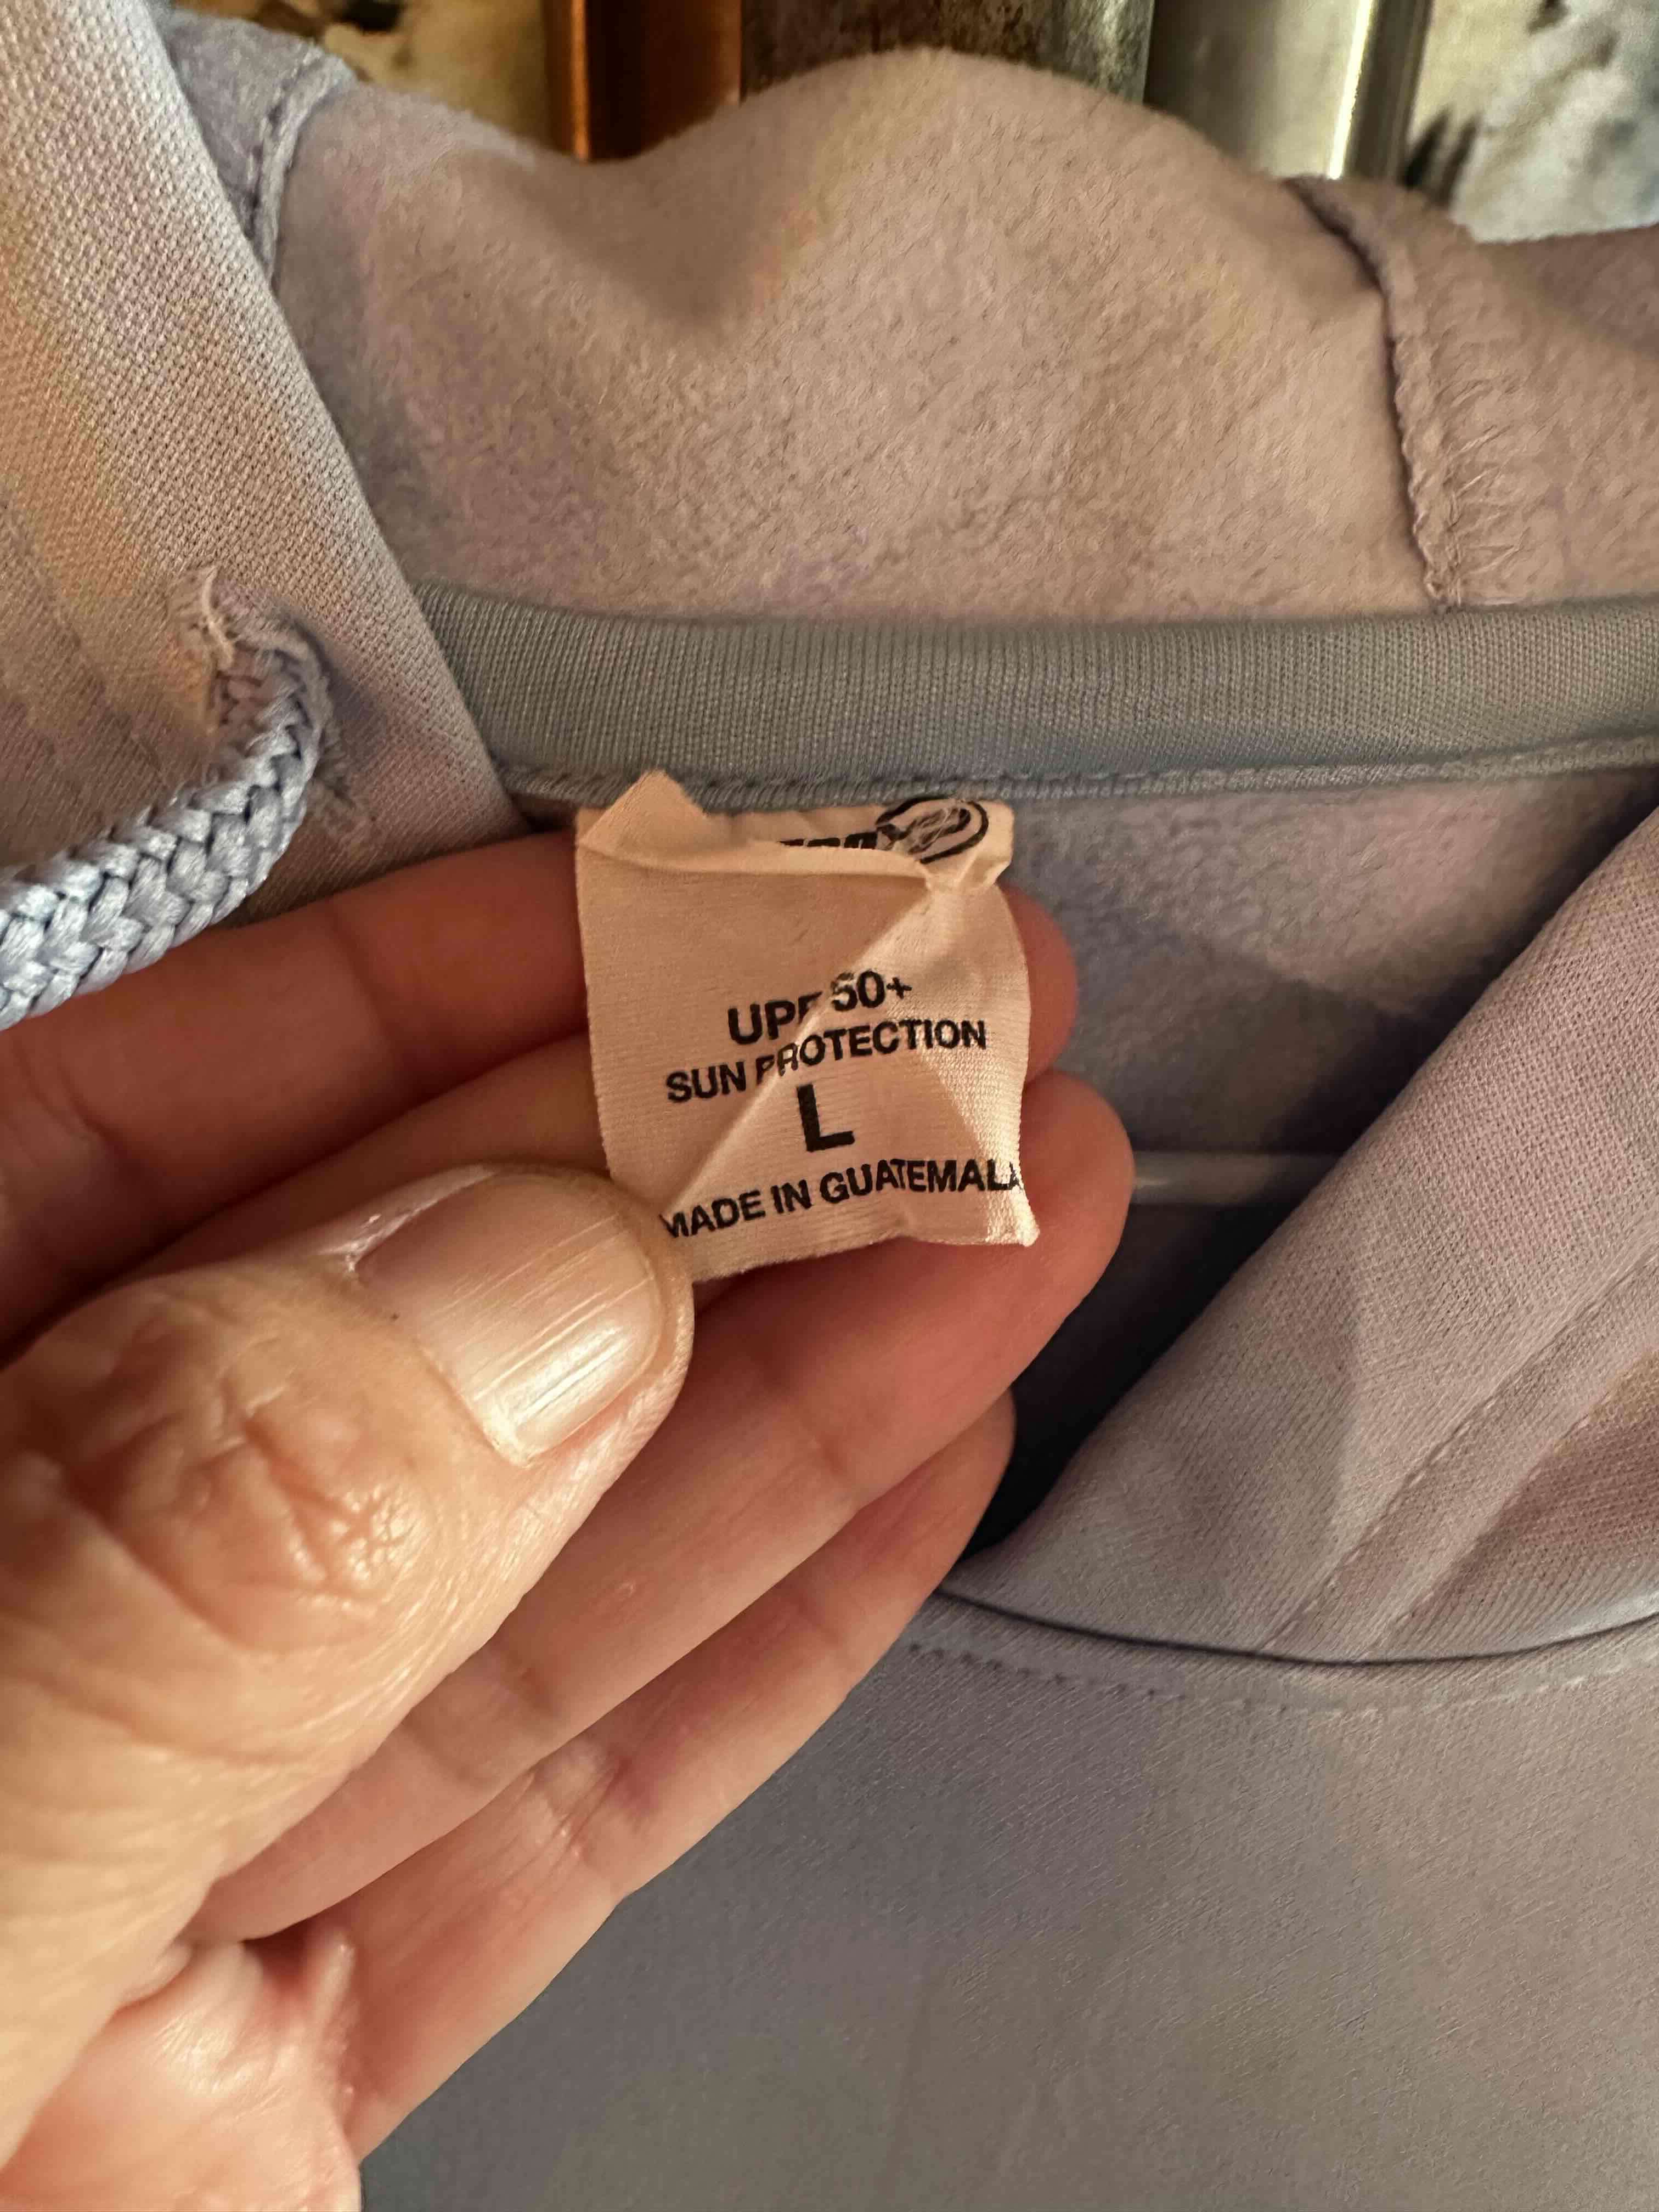 UPF 50+
SUN PROTECTION
L
MADE IN GUATEMALA